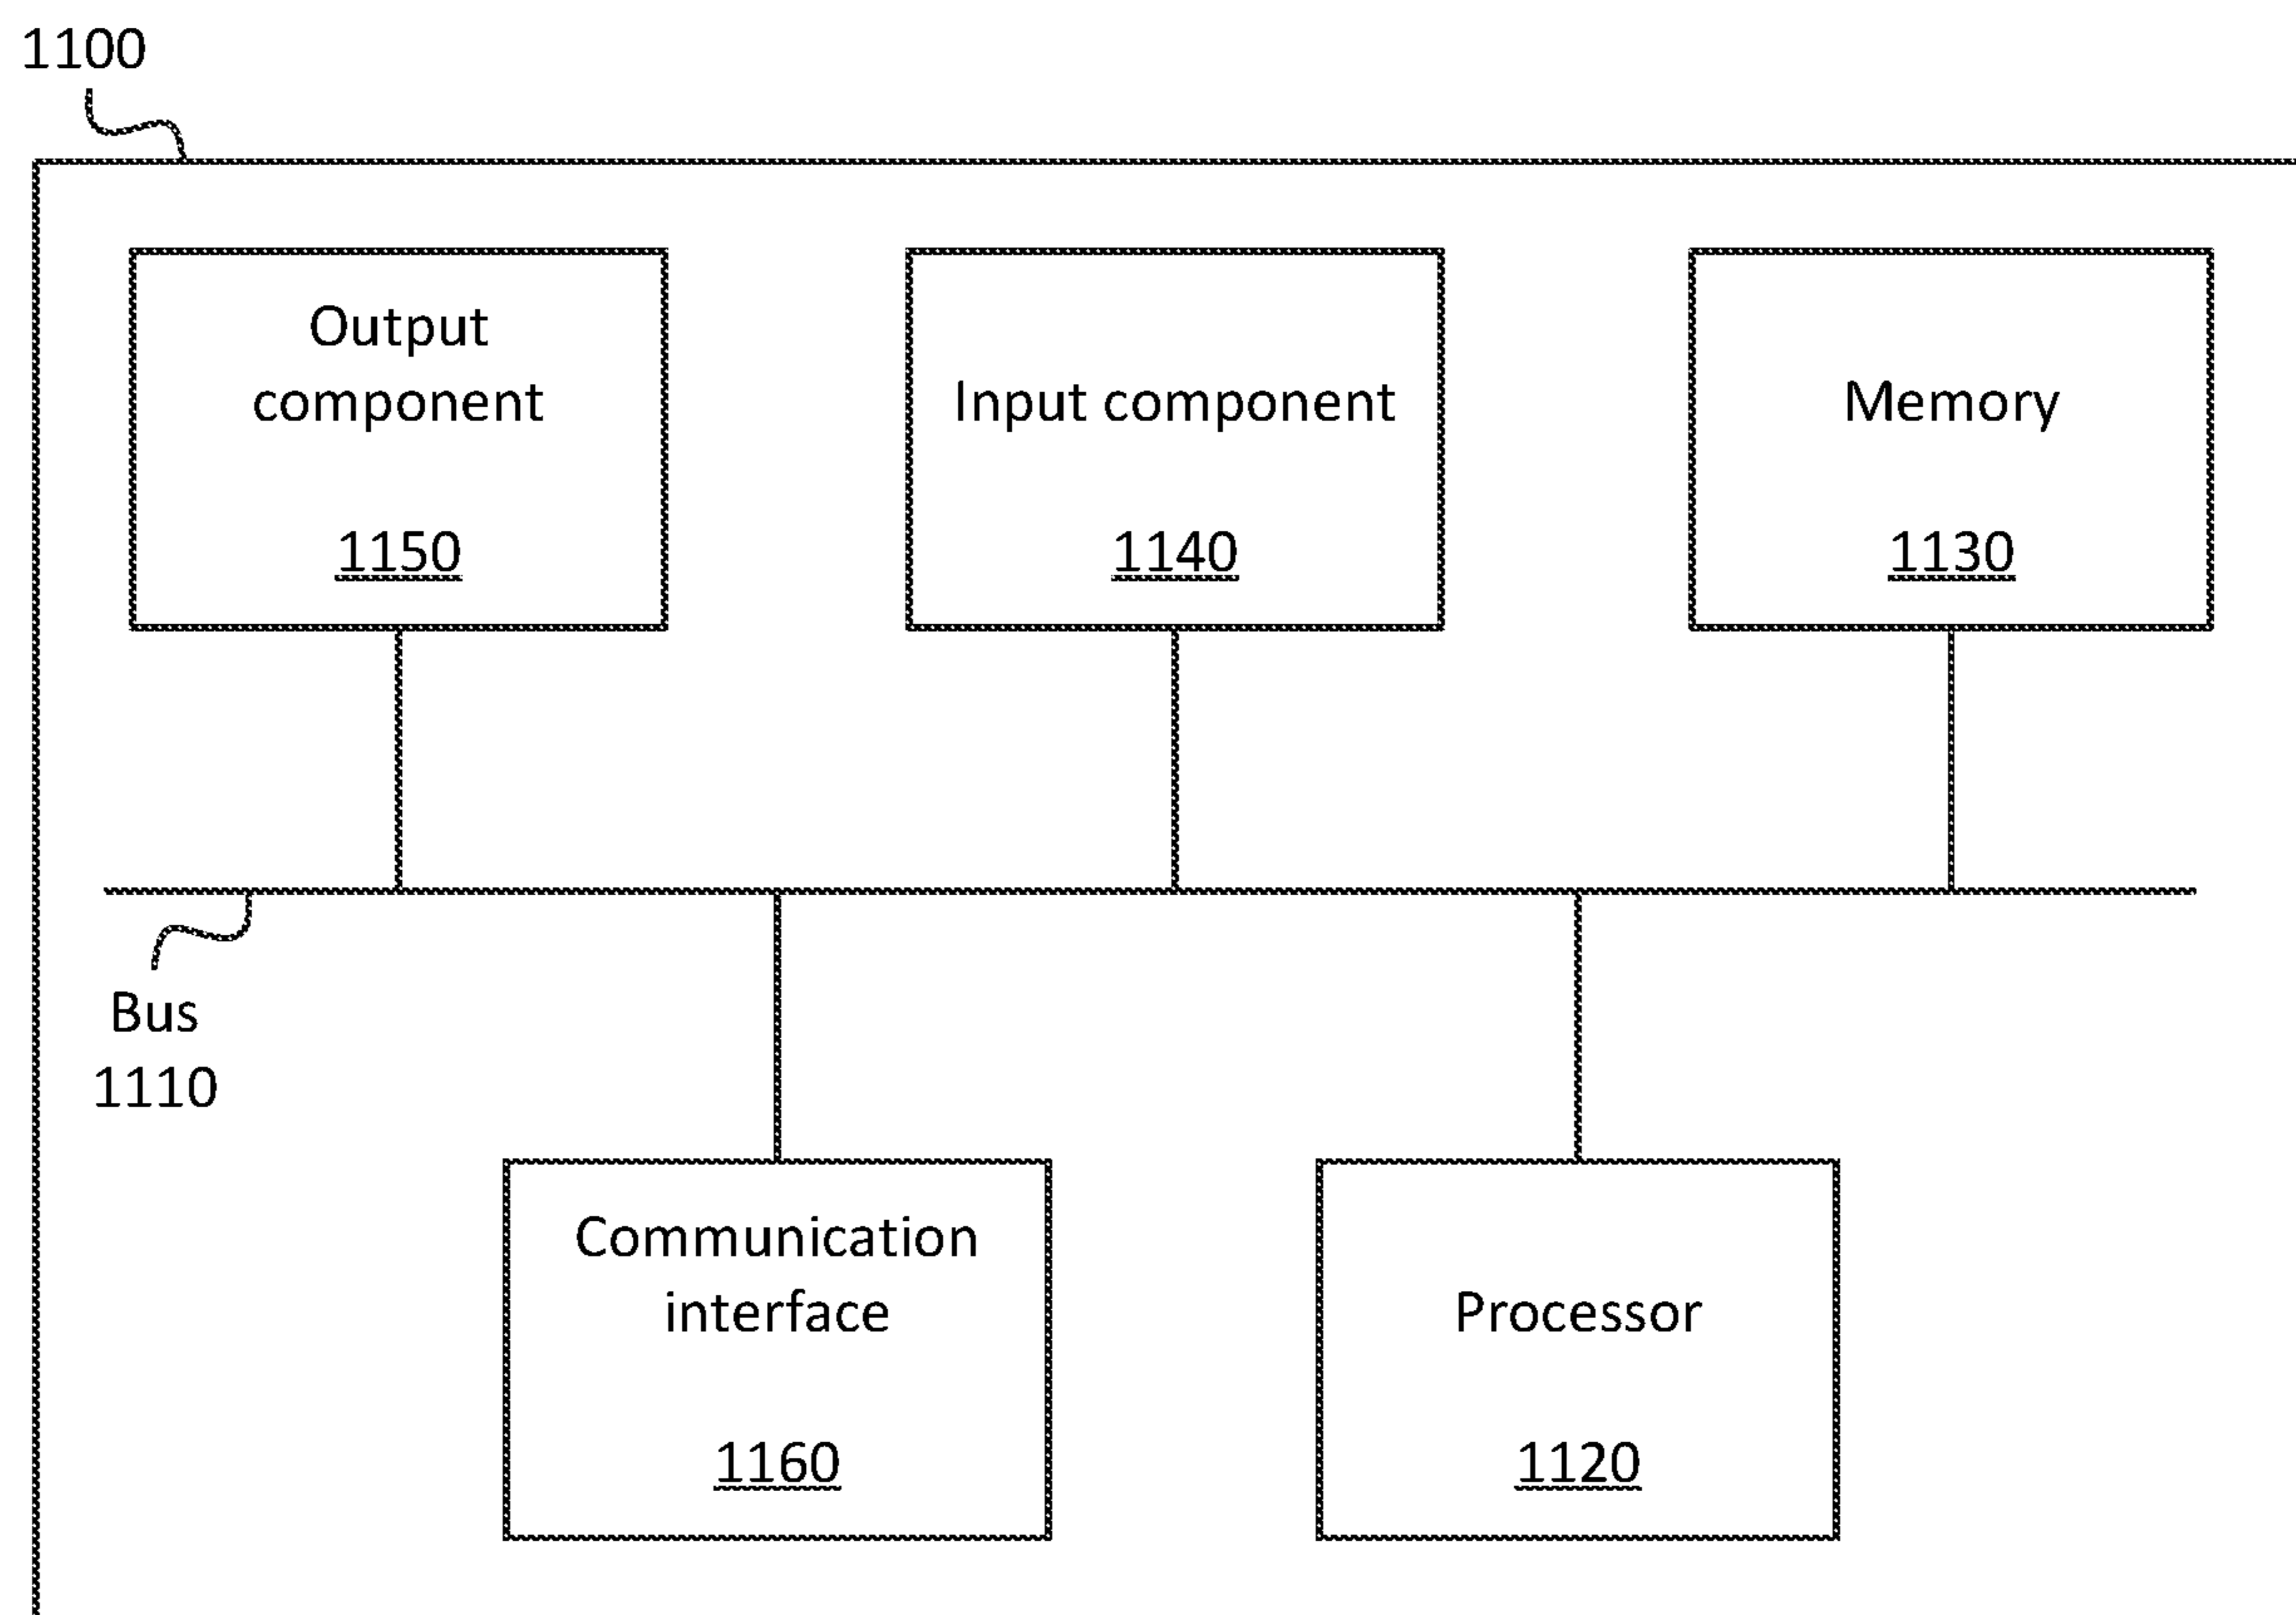 1100
Output
component
1150
Input component
1140
Memory
1130
Bus
1110
Communication
interface
1160
Processor
1120